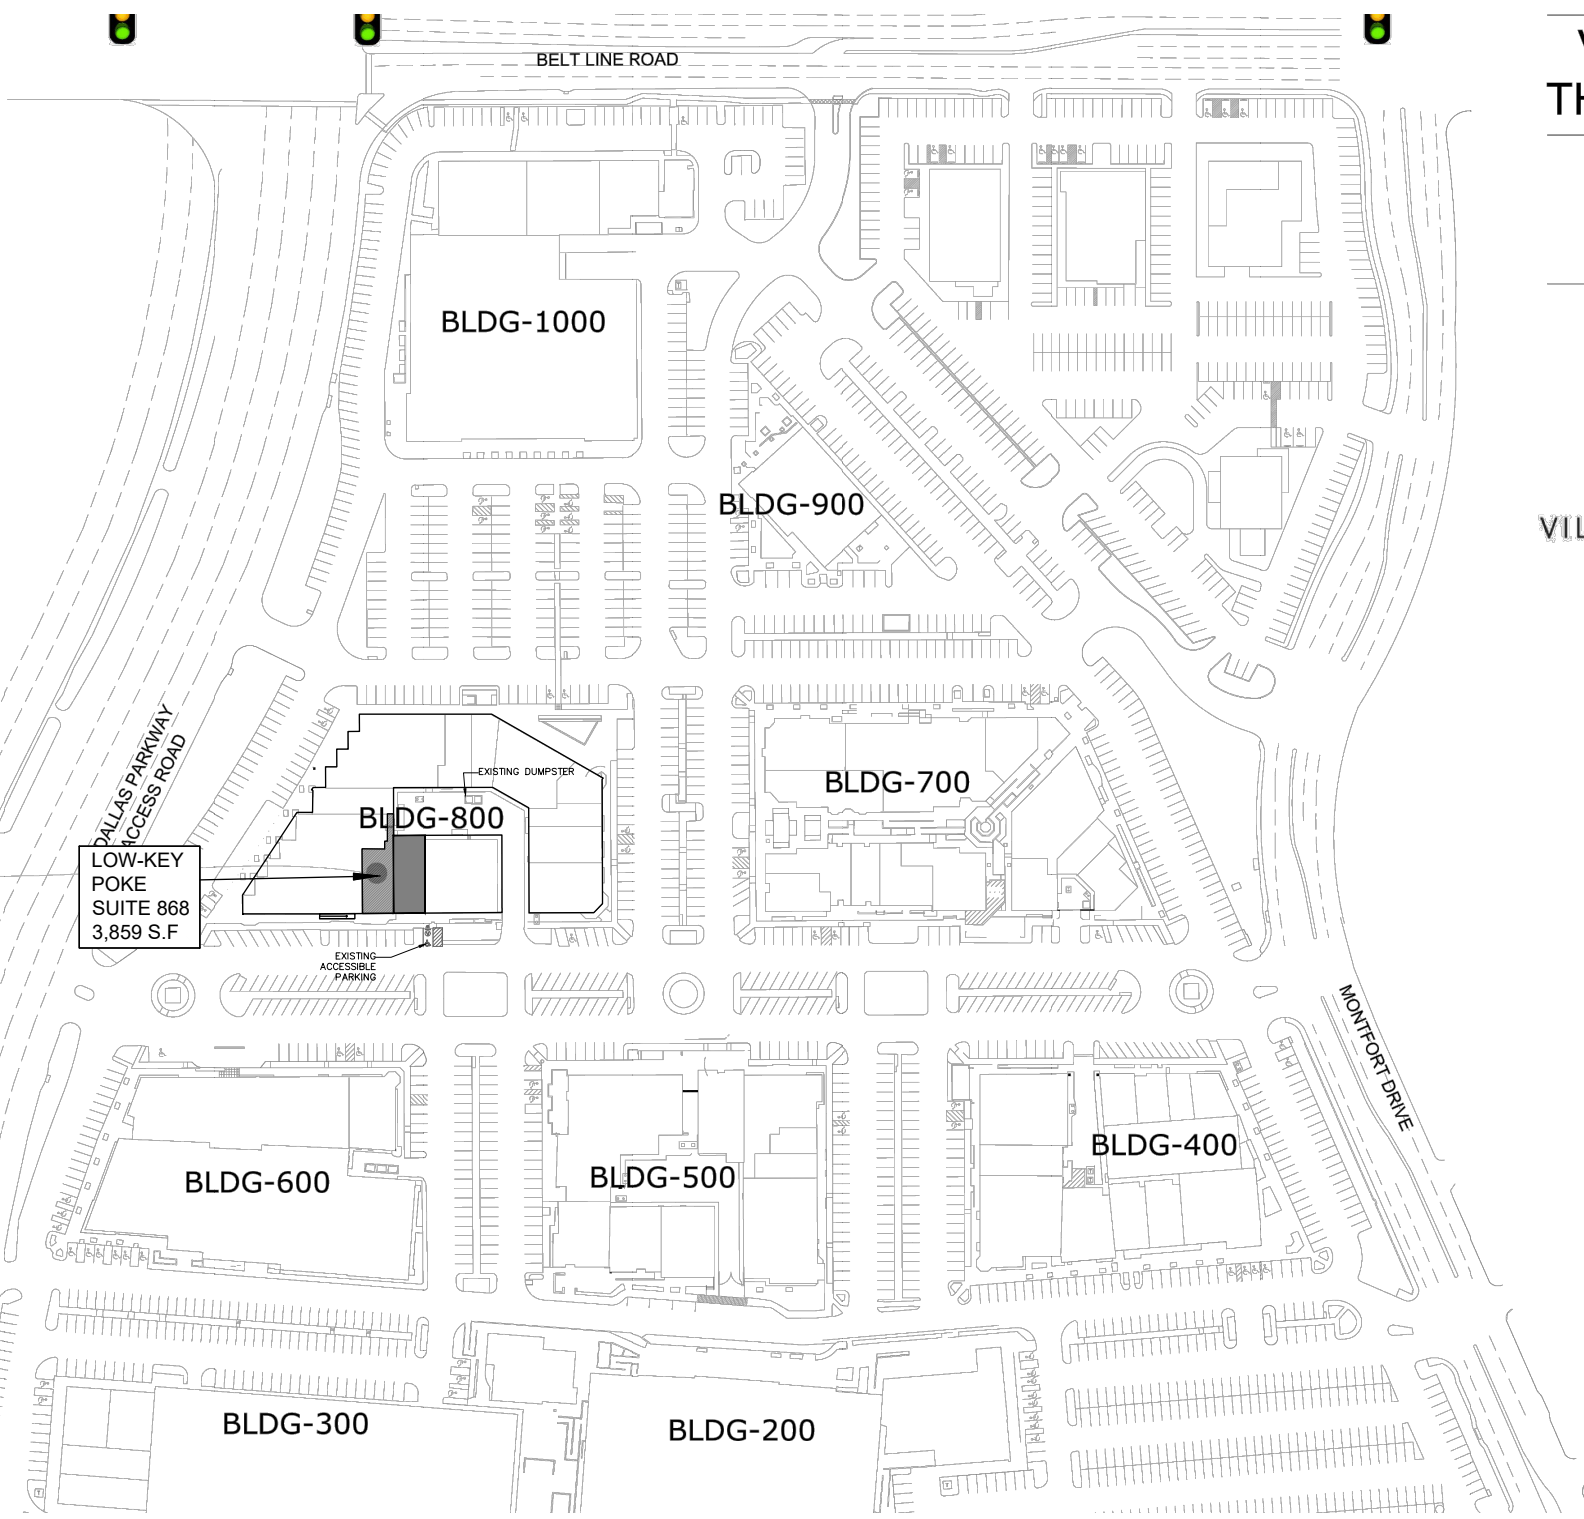 BELT LINE ROAD
TH
BLDG-1000
BLDG-900
VIL
DALLAS PARKWAY
ACCESS ROAD
EXISTING DUMPSTER
BLDG-700
BLDG-800
LOW-KEY
POKE
SUITE 868
3,859 S.F
EXISTING
ACCESSIBLE
PARKING
MONTFORT DRIVE
BLDG-400
BLDG-500
BLDG-600
BLDG-300
BLDG-200